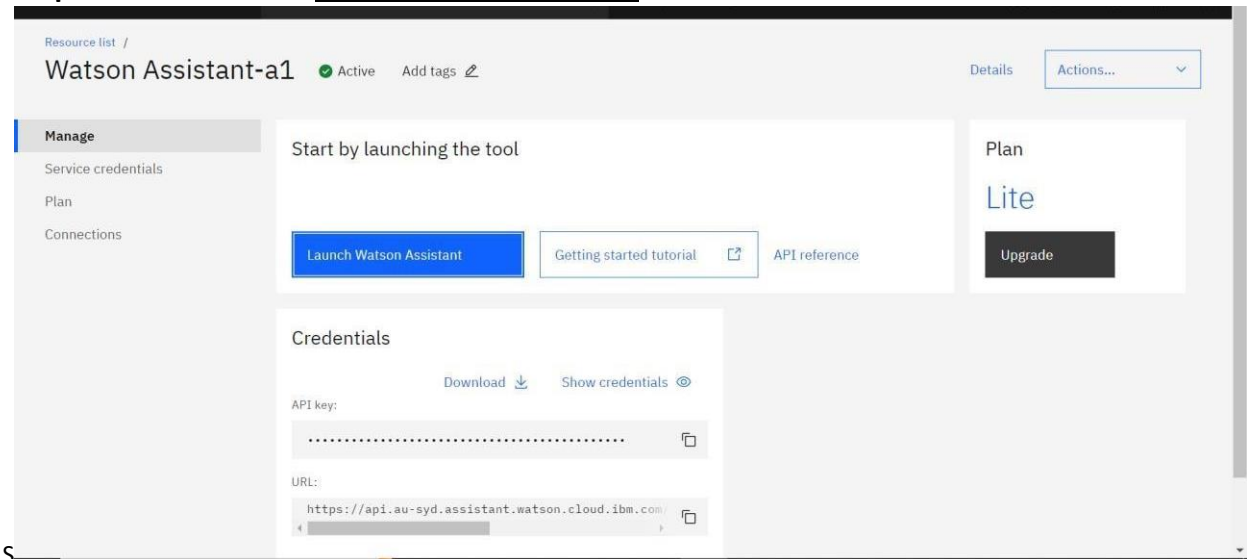 Resource list /
Watson Assistant-a1 Active Add tags
Details Actions...
Manage
Service credentials
Plan
Connections
Start by launching the tool
Launch Watson Assistant Getting started tutorial API reference
Plan
Lite
Upgrade
Credentials
Download Show credentials
API key:
............................................
URL:
https://api.au-syd.assistant.watson.cloud.ibm.com
S